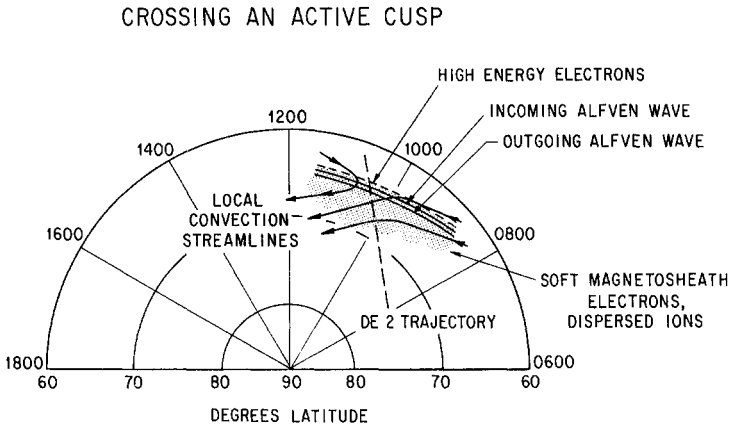 CROSSING AN ACTIVE CUSP
HIGH ENERGY ELECTRONS
INCOMING ALFVEN WAVE
OUTGOING ALFVEN WAVE
1200
1000
1400
LOCAL
CONVECTION
STREAMLINES
1600
0800
SOFT MAGNETOSHEATH
ELECTRONS,
DISPERSED IONS
DE 2 TRAJECTORY
1800
0600
60 70 80 90 80 70 60
DEGREES LATITUDE